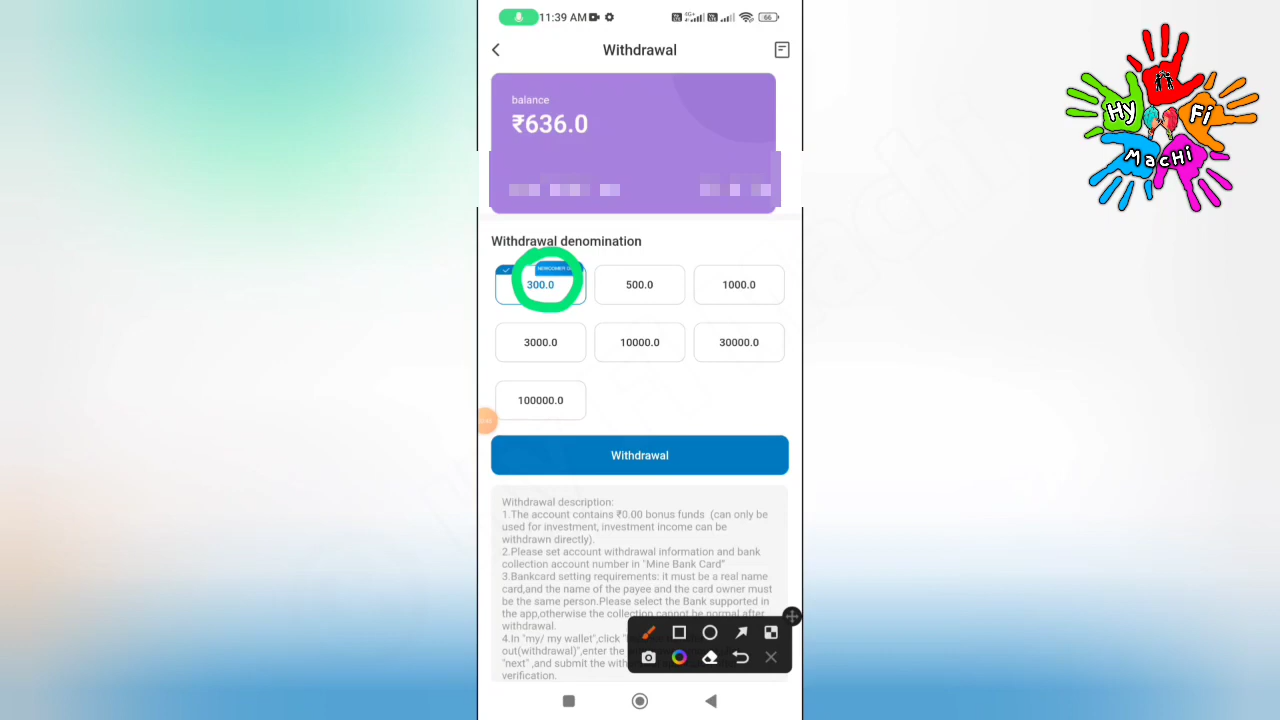 11:39 AM
66
Withdrawal
balance
₹636.0
Withdrawal denomination
NEWCOMER
300.0
500.0
1000.0
3000.0
10000.0
30000.0
100000.0
Withdrawal
Withdrawal description:
1.The account contains ₹0.00 bonus funds (can only be
used for investment, investment income can be
withdrawn directly).
2.Please set account withdrawal information and bank
collection account number in "Mine Bank Card"
3.Bankcard setting requirements: it must be a real name
card,and the name of the payee and the card owner must
be the same person.Please select the Bank supported in
the app,otherwise the collection cannot be normal after
withdrawal.
4.In "my/ my wallet",click "
out(withdrawal)",enter the
"next" ,and submit the
verification.
Hy
Fi
MacHi